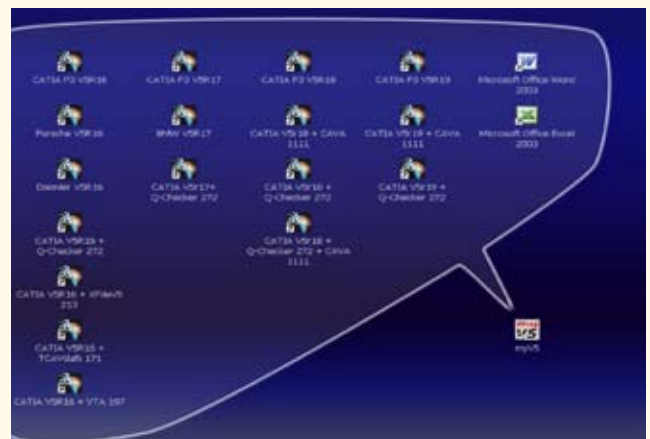 CATIA P3 V5R16
CATIA P3 V5R17
CATIA P3 V5R18
CATIA P3 V5R19
Microsoft Office Word
2003
Porsche V5R16
BMW V5R17
CATIA V5r18 + CAVA
1111
CATIA V5r19 + CAVA
1111
Microsoft Office Excel
2003
Daimler V5R16
CATIA V5r17+
Q-Checker 272
CATIA V5r18 +
Q-Checker 272
CATIA V5r19+
Q-Checker 272
CATIA V5R16 +
Q-Checker 272
CATIA V5r18 +
Q-Checker 272 + CAVA
1111
CATIA V5R16 +
213
CATIA V5R16 +
171
CATIA V5R16 + VTA 197
V5
myV5